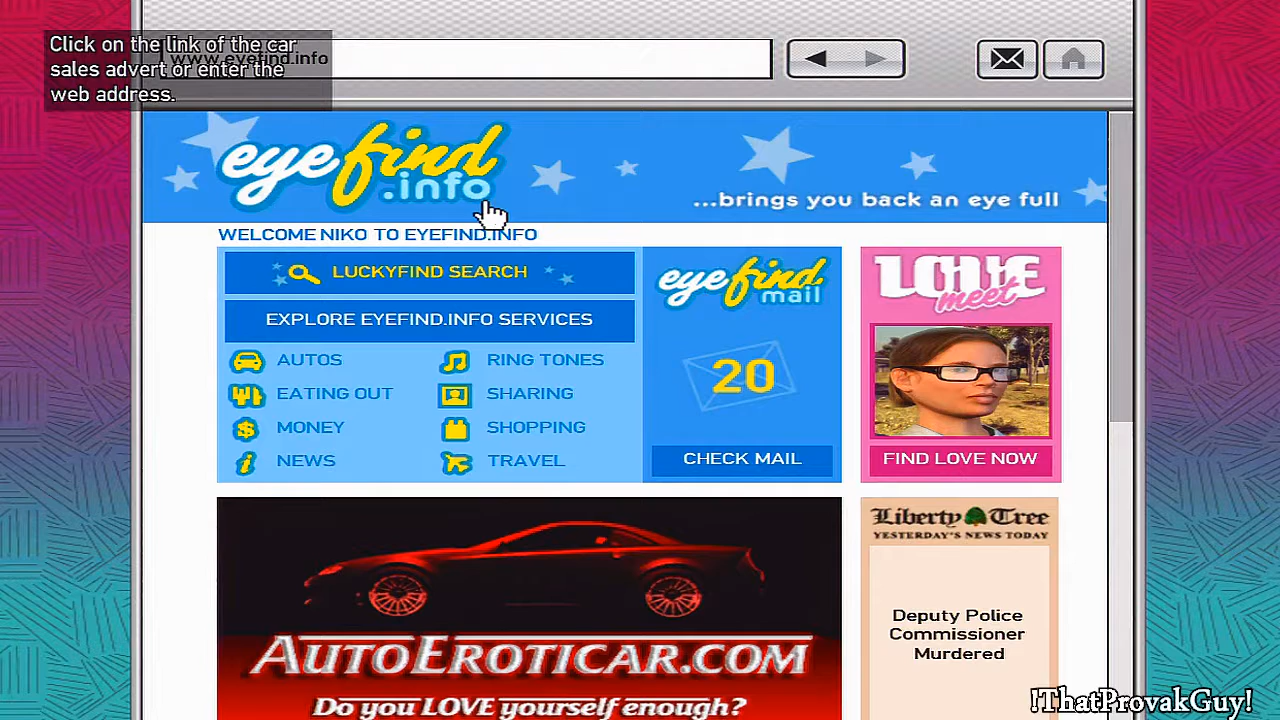 Click on the link of the car
sales advert or enter the
web address.
www.eyefind.info
eyefind
.info
...brings you back an eye full
WELCOME NIKO TO EYEFIND.INFO
LUCKYFIND SEARCH
EXPLORE EYEFIND.INFO SERVICES
AUTOS
RING TONES
EATING OUT
SHARING
MONEY
SHOPPING
NEWS
TRAVEL
eyefind
mail
20
CHECK MAIL
LOVE
meet
FIND LOVE NOW
AUTOEROTICAR.COM
Do you LOVE yourself enough?
Liberty Tree
YESTERDAY'S NEWS TODAY
Deputy Police
Commissioner
Murdered
!ThatProvakGuy!